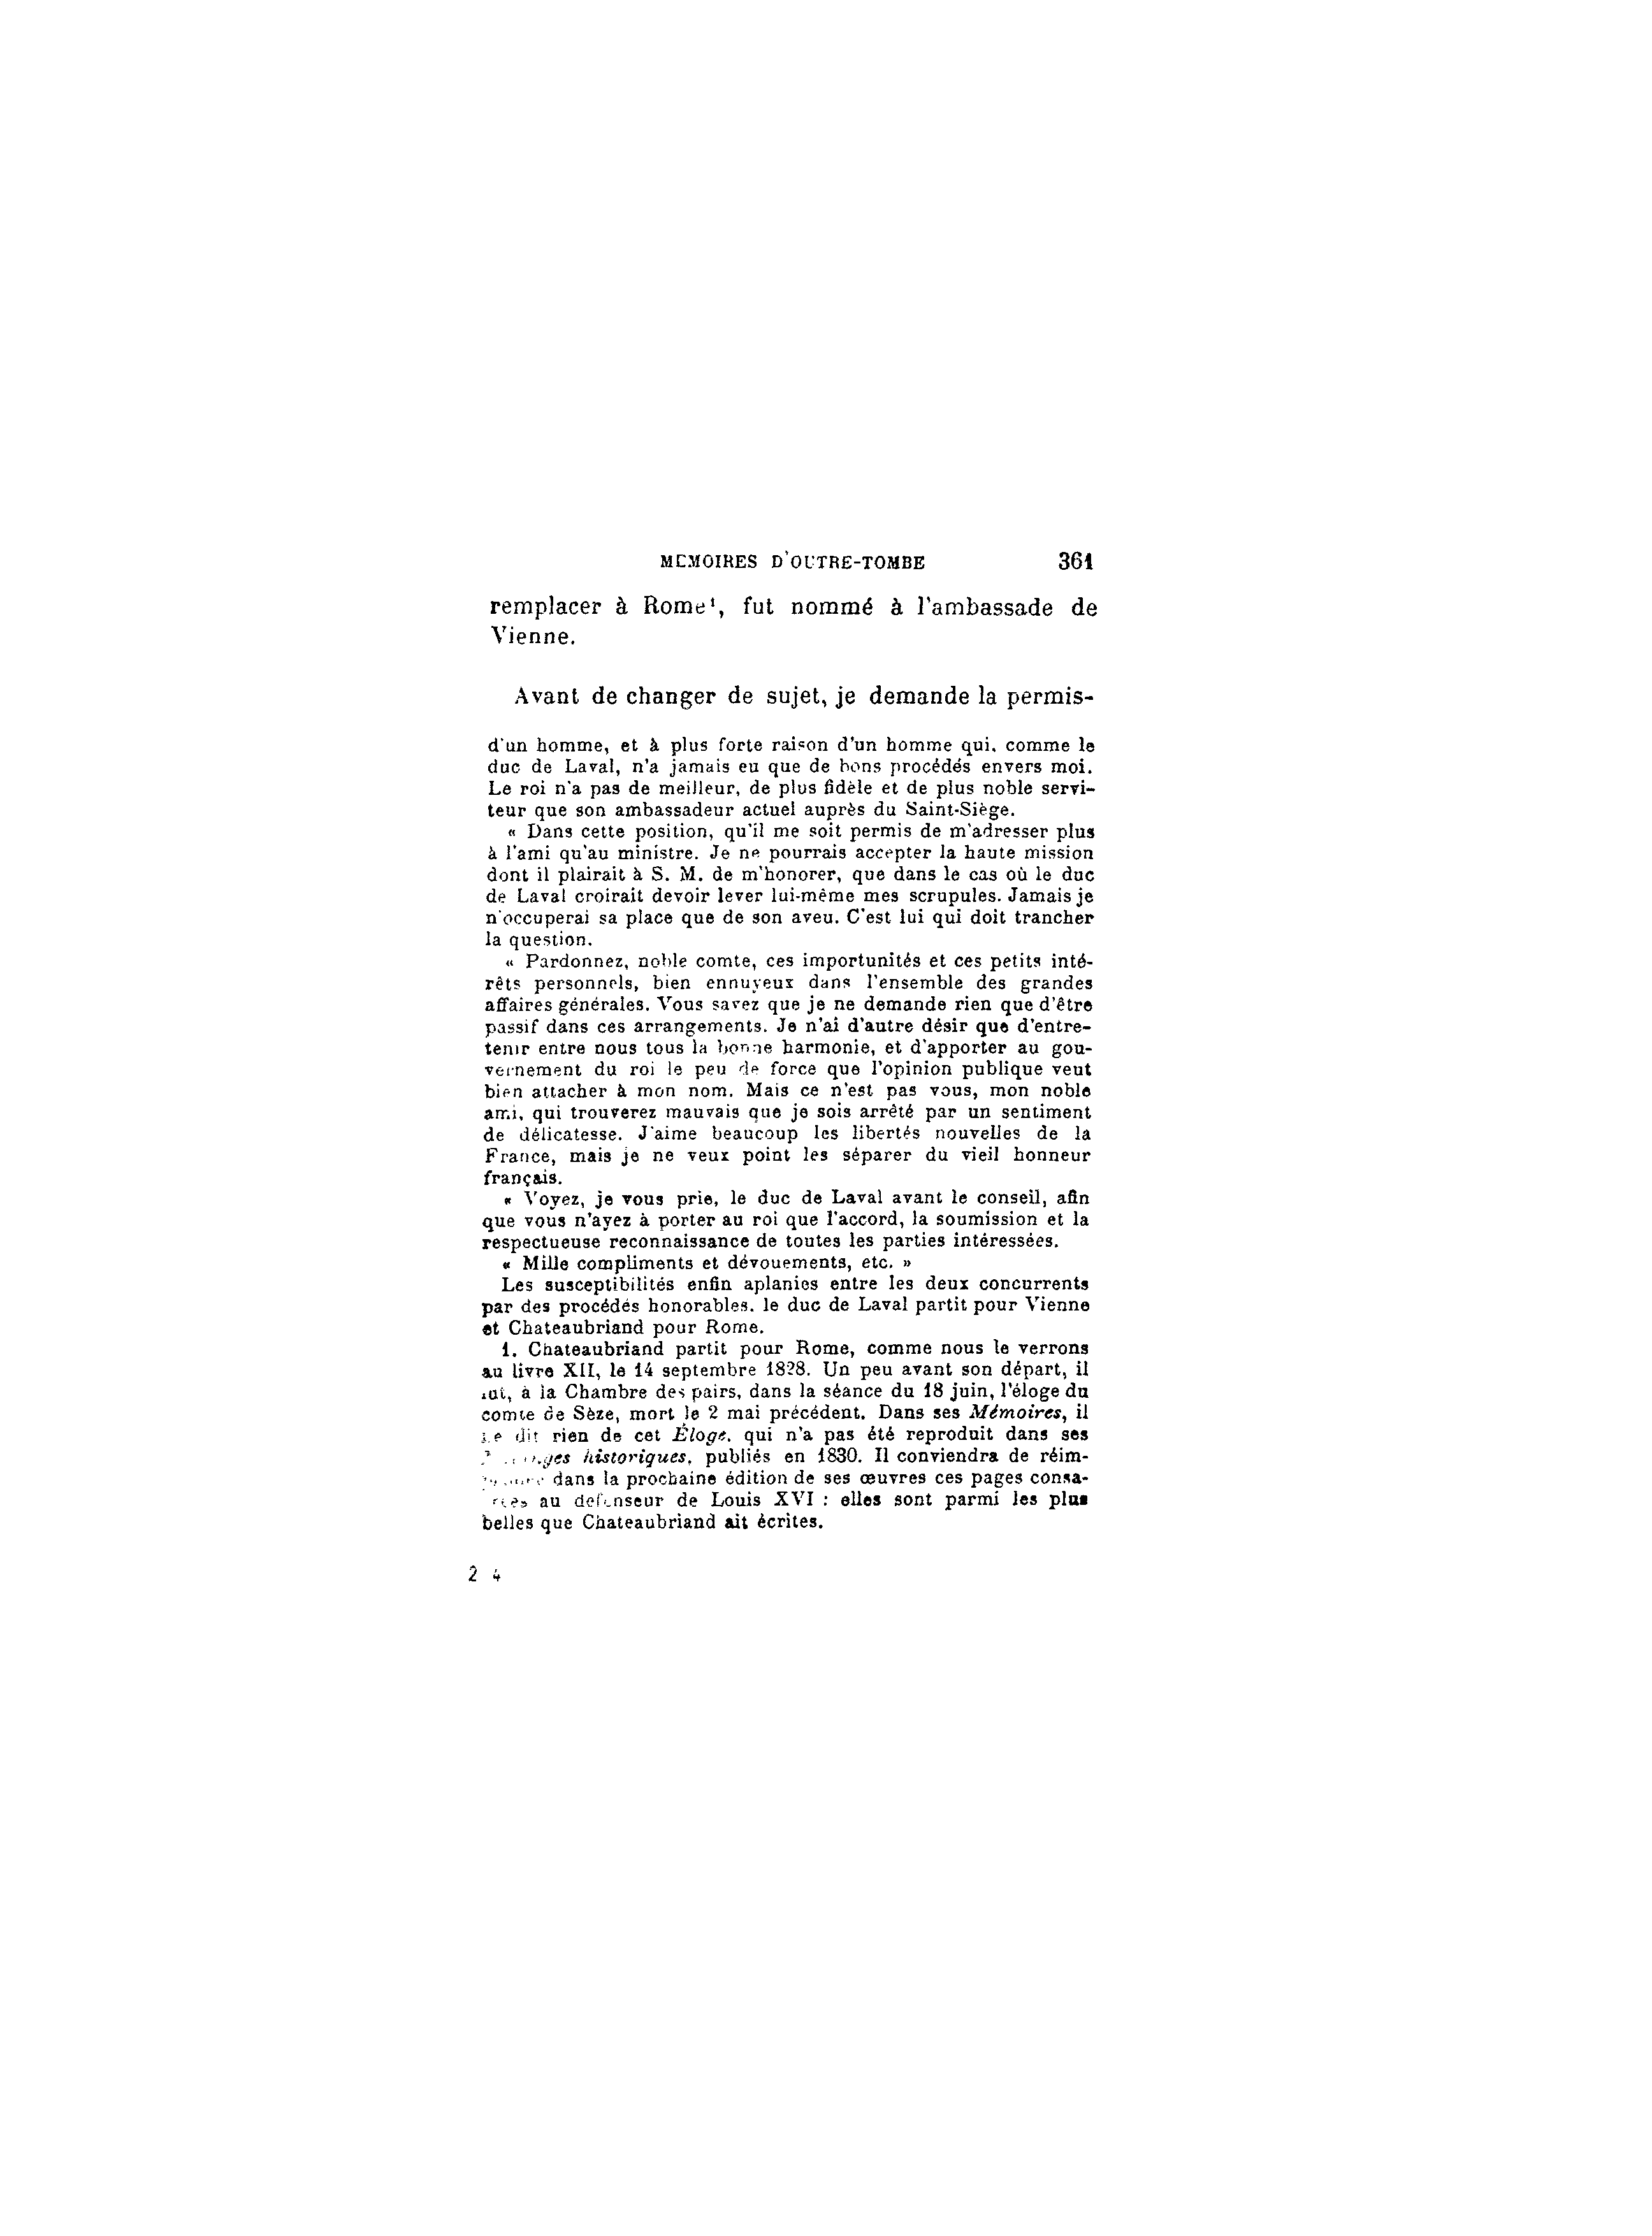 MEMOIRES D'OUTRE-TOMBE 361
remplacer à Rome¹, fut nommé à l'ambassade de
Vienne.
Avant de changer de sujet, je demande la permis-
d'un homme, et à plus forte raison d'un homme qui, comme le
duc de Laval, n'a jamais eu que de bons procédés envers moi.
Le roi n'a pas de meilleur, de plus fidèle et de plus noble servi-
teur que son ambassadeur actuel auprès du Saint-Siège.
« Dans cette position, qu'il me soit permis de m'adresser plus
à l'ami qu'au ministre. Je ne pourrais accepter la haute mission
dont il plairait à S. M. de m'honorer, que dans le cas où le duc
de Laval croirait devoir lever lui-même mes scrupules. Jamais je
n'occuperai sa place que de son aveu. C'est lui qui doit trancher
la question.
« Pardonnez, noble comte, ces importunités et ces petits inté-
rêts personnels, bien ennuyeux dans l'ensemble des grandes
affaires générales. Vous savez que je ne demande rien que d'être
passif dans ces arrangements. Je n'ai d'autre désir que d'entre-
tenir entre nous tous la bonne harmonie, et d'apporter au gou-
vernement du roi le peu de force que l'opinion publique veut
bien attacher à mon nom. Mais ce n'est pas vous, mon noble
ami, qui trouverez mauvais que je sois arrêté par un sentiment
de délicatesse. J'aime beaucoup les libertés nouvelles de la
France, mais je ne veux point les séparer du vieil honneur
français.
« Voyez, je vous prie, le duc de Laval avant le conseil, afin
que vous n'ayez à porter au roi que l'accord, la soumission et la
respectueuse reconnaissance de toutes les parties intéressées.
« Mille compliments et dévouements, etc. »
Les susceptibilités enfin aplanies entre les deux concurrents
par des procédés honorables, le duc de Laval partit pour Vienne
et Chateaubriand pour Rome.
1. Chateaubriand partit pour Rome, comme nous le verrons
au livre XII, le 14 septembre 1828. Un peu avant son départ, il
lut, à la Chambre des pairs, dans la séance du 18 juin, l'éloge du
comte de Sèze, mort le 2 mai précédent. Dans ses Mémoires, il
ne dit rien de cet Éloge, qui n'a pas été reproduit dans ses
historiques, publiés en 1830. Il conviendra de réim-
dans la prochaine édition de ses œuvres ces pages consa-
crées au défenseur de Louis XVI : elles sont parmi les plus
belles que Chateaubriand ait écrites.
2 4